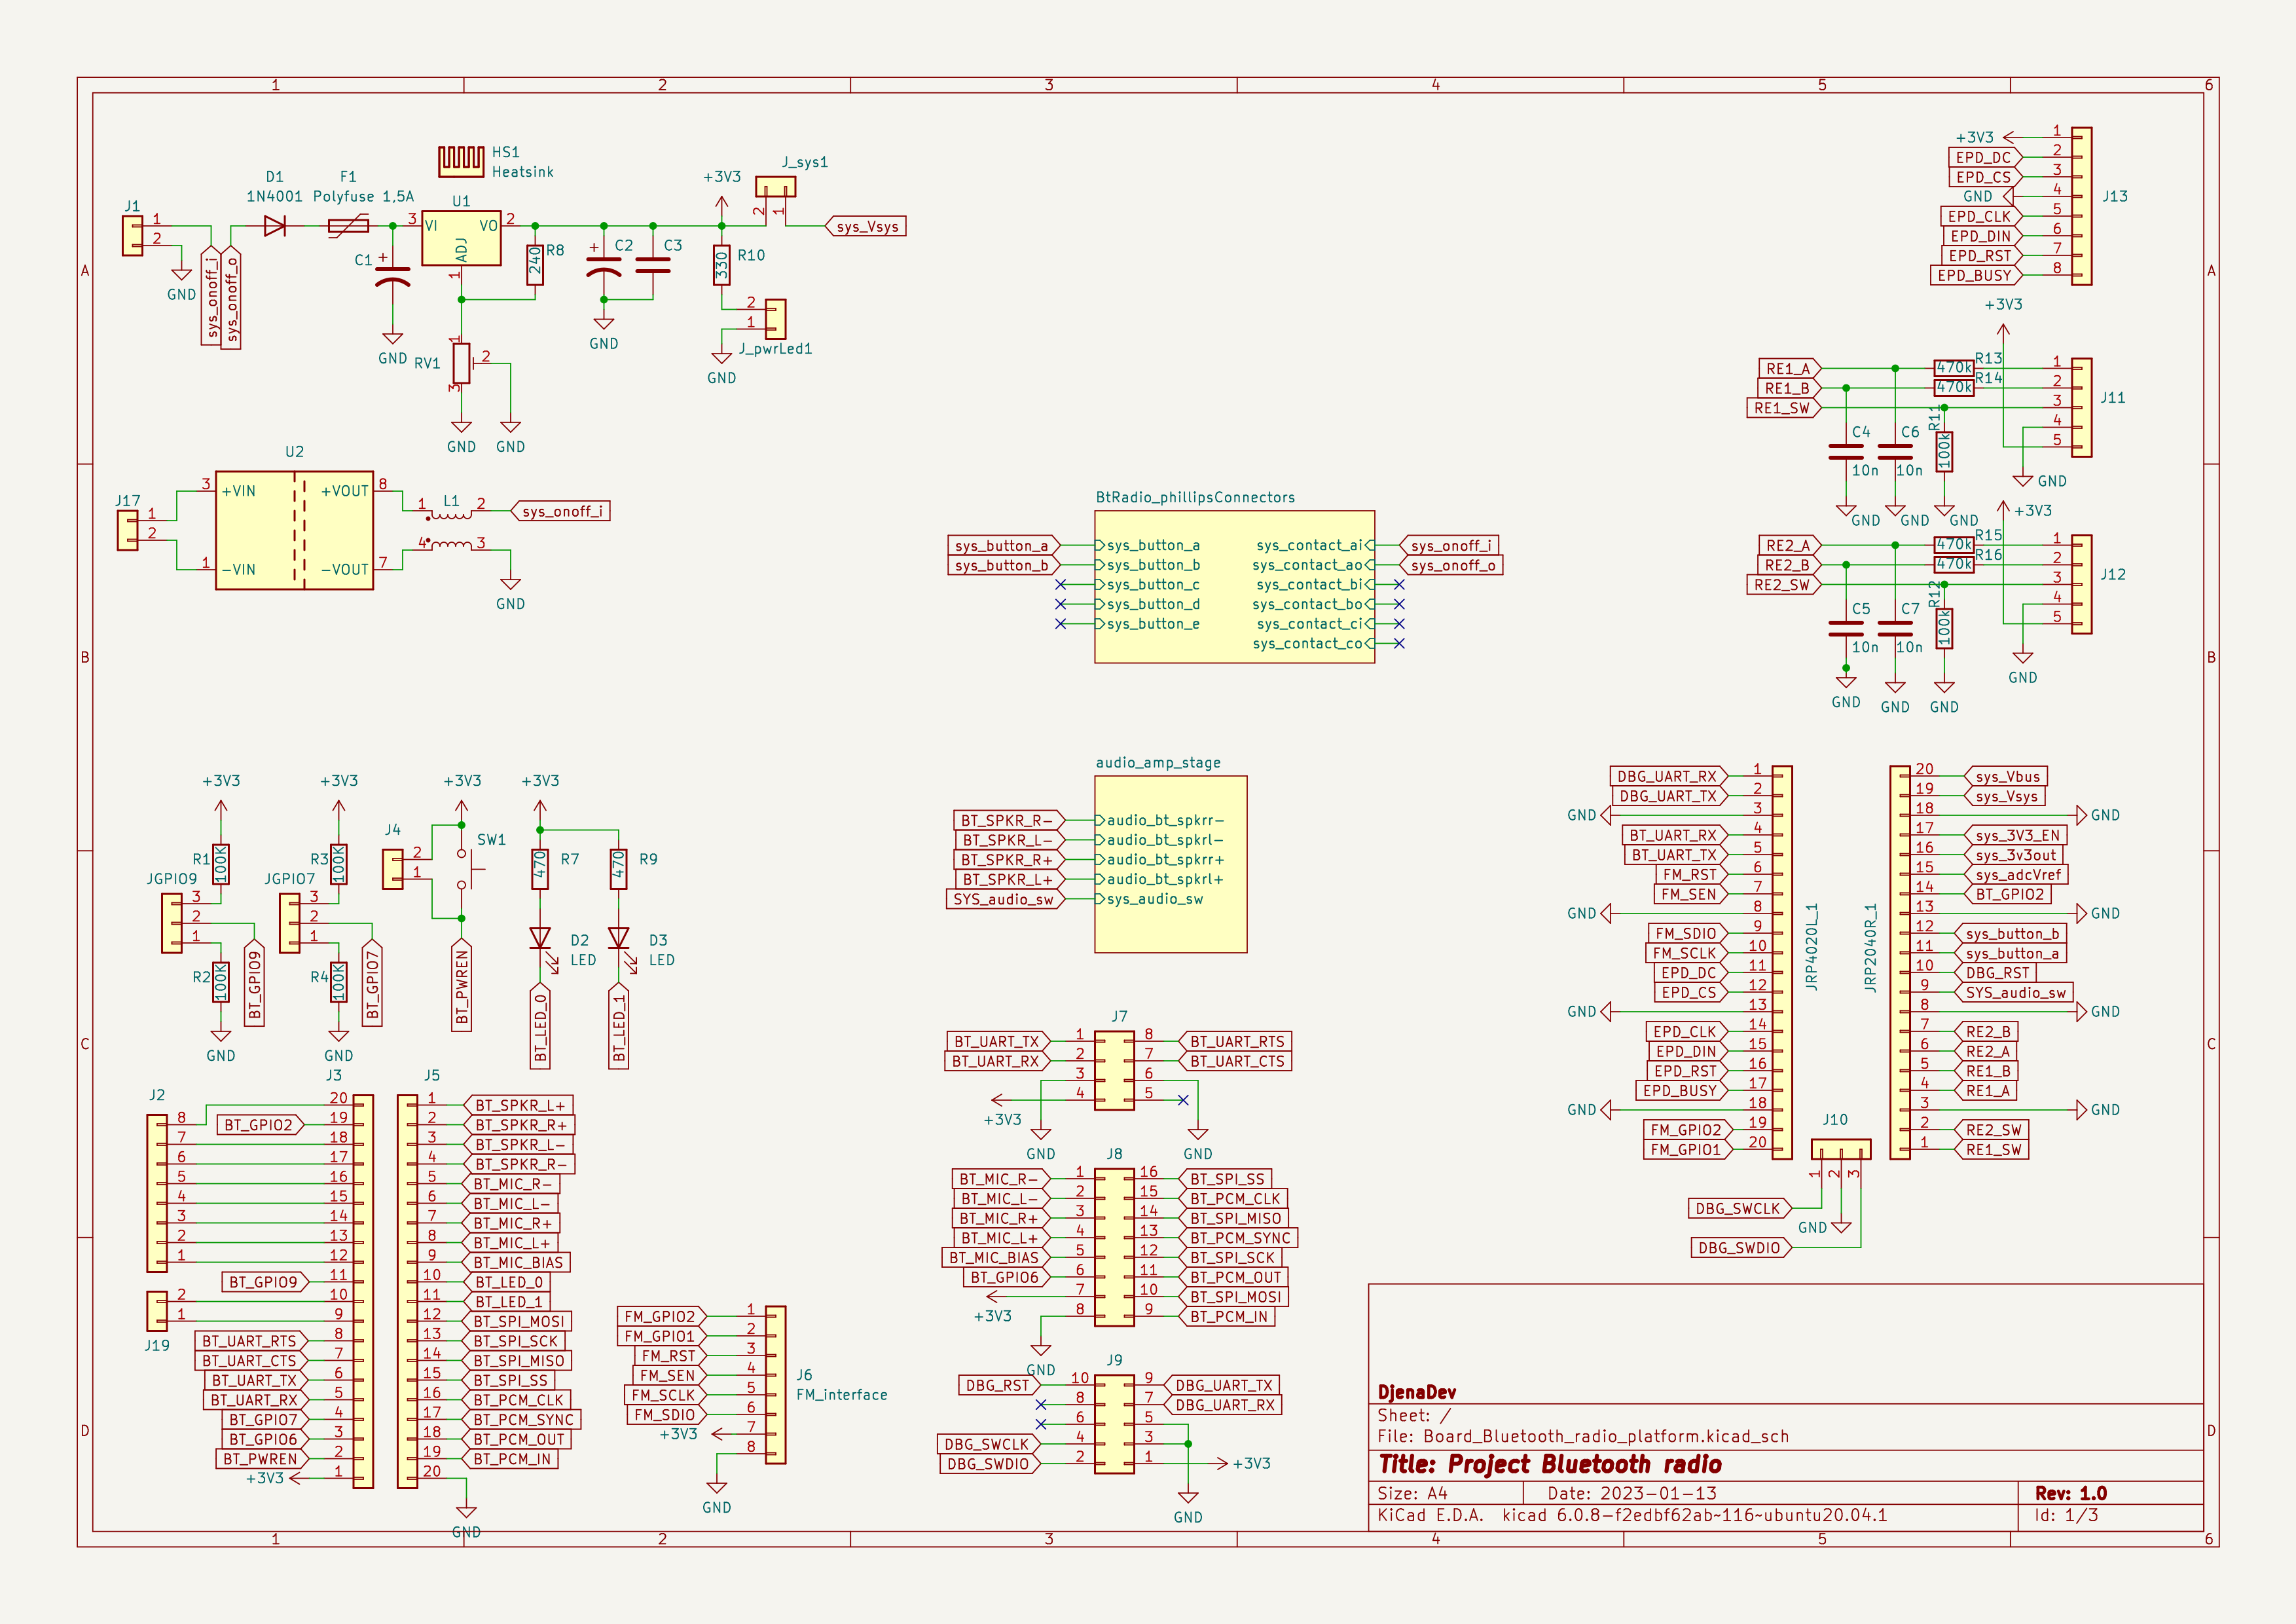 1 2 3 4 5 6
A
B
C
D
HS1
Heatsink
D1
1N4001
F1
Polyfuse 1,5A
U1
VI
VO
ADJ
3
2
1
J1
1
2
GND
sys_onoff_i
sys_onoff_o
C1
+
GND
R8
240
RV1
1
2
3
GND
GND
C2
+
C3
GND
+3V3
J_sys1
2
1
sys_Vsys
R10
330
2
1
J_pwrLed1
GND
U2
J17
1
2
3
+VIN
1
-VIN
+VOUT
8
-VOUT
7
L1
1
2
4
3
sys_onoff_i
GND
BtRadio_phillipsConnectors
sys_button_a sys_button_a sys_contact_ai sys_onoff_i
sys_button_b sys_button_b sys_contact_ao sys_onoff_o
sys_button_c sys_contact_bi
sys_button_d sys_contact_bo
sys_button_e sys_contact_ci
sys_contact_co
+3V3 1
EPD_DC 2
EPD_CS 3
GND 4
EPD_CLK 5
EPD_DIN 6
EPD_RST 7
EPD_BUSY 8
J13
+3V3
RE1_A 470k R13 1
RE1_B 470k R14 2
RE1_SW 3
4
5
J11
R11
100k
C4
10n
C6
10n
GND
GND
GND
GND
+3V3
RE2_A 470k R15 1
RE2_B 470k R16 2
RE2_SW 3
4
5
J12
R12
100k
C5
10n
C7
10n
GND
GND
GND
GND
audio_amp_stage
BT_SPKR_R- audio_bt_spkrr-
BT_SPKR_L- audio_bt_spkrl-
BT_SPKR_R+ audio_bt_spkrr+
BT_SPKR_L+ audio_bt_spkrl+
SYS_audio_sw sys_audio_sw
+3V3
R1
100K
JGPIO9
3
2
1
R2
100K
GND
BT_GPIO9
+3V3
R3
100K
JGPIO7
3
2
1
R4
100K
GND
BT_GPIO7
+3V3
J4
2
1
SW1
BT_PWREN
+3V3
R7
470
R9
470
D2
LED
D3
LED
BT_LED_0
BT_LED_1
J2
8
7
6
5
4
3
2
1
J19
2
1
J3
20
BT_GPIO2 19
18
17
16
15
14
13
12
BT_GPIO9 11
10
9
BT_UART_RTS 8
BT_UART_CTS 7
BT_UART_TX 6
BT_UART_RX 5
BT_GPIO7 4
BT_GPIO6 3
BT_PWREN 2
+3V3 1
J5
1 BT_SPKR_L+
2 BT_SPKR_R+
3 BT_SPKR_L-
4 BT_SPKR_R-
5 BT_MIC_R-
6 BT_MIC_L-
7 BT_MIC_R+
8 BT_MIC_L+
9 BT_MIC_BIAS
10 BT_LED_0
11 BT_LED_1
12 BT_SPI_MOSI
13 BT_SPI_SCK
14 BT_SPI_MISO
15 BT_SPI_SS
16 BT_PCM_CLK
17 BT_PCM_SYNC
18 BT_PCM_OUT
19 BT_PCM_IN
20
GND
FM_GPIO2 1
FM_GPIO1 2
FM_RST 3
FM_SEN 4
FM_SCLK 5
FM_SDIO 6
+3V3 7
8
GND
J6
FM_interface
J7
BT_UART_TX 1 8 BT_UART_RTS
BT_UART_RX 2 7 BT_UART_CTS
3 6
4 5
+3V3
GND
GND
J8
BT_MIC_R- 1 16 BT_SPI_SS
BT_MIC_L- 2 15 BT_PCM_CLK
BT_MIC_R+ 3 14 BT_SPI_MISO
BT_MIC_L+ 4 13 BT_PCM_SYNC
BT_MIC_BIAS 5 12 BT_SPI_SCK
BT_GPIO6 6 11 BT_PCM_OUT
7 10 BT_SPI_MOSI
+3V3 8 9 BT_PCM_IN
GND
J9
DBG_RST 10 9 DBG_UART_TX
8 7 DBG_UART_RX
6 5
DBG_SWCLK 4 3
DBG_SWDIO 2 1 +3V3
GND
DBG_UART_RX 1
DBG_UART_TX 2
GND 3
BT_UART_RX 4
BT_UART_TX 5
FM_RST 6
FM_SEN 7
GND 8
FM_SDIO 9
FM_SCLK 10
EPD_DC 11
EPD_CS 12
GND 13
EPD_CLK 14
EPD_DIN 15
EPD_RST 16
EPD_BUSY 17
GND 18
FM_GPIO2 19
FM_GPIO1 20
JRP4020L_1
JRP2040R_1
20 sys_Vbus
19 sys_Vsys
18 GND
17 sys_3V3_EN
16 sys_3v3out
15 sys_adcVref
14 BT_GPIO2
13 GND
12 sys_button_b
11 sys_button_a
10 DBG_RST
9 SYS_audio_sw
8 GND
7 RE2_B
6 RE2_A
5 RE1_B
4 RE1_A
3 GND
2 RE2_SW
1 RE1_SW
J10
1
2
3
DBG_SWCLK
GND
DBG_SWDIO
DjenaDev
Sheet: /
File: Board_Bluetooth_radio_platform.kicad_sch
Title: Project Bluetooth radio
Size: A4 Date: 2023-01-13 Rev: 1.0
KiCad E.D.A. kicad 6.0.8-f2edbf62ab~116~ubuntu20.04.1 Id: 1/3
A
B
C
D
1 2 3 4 5 6